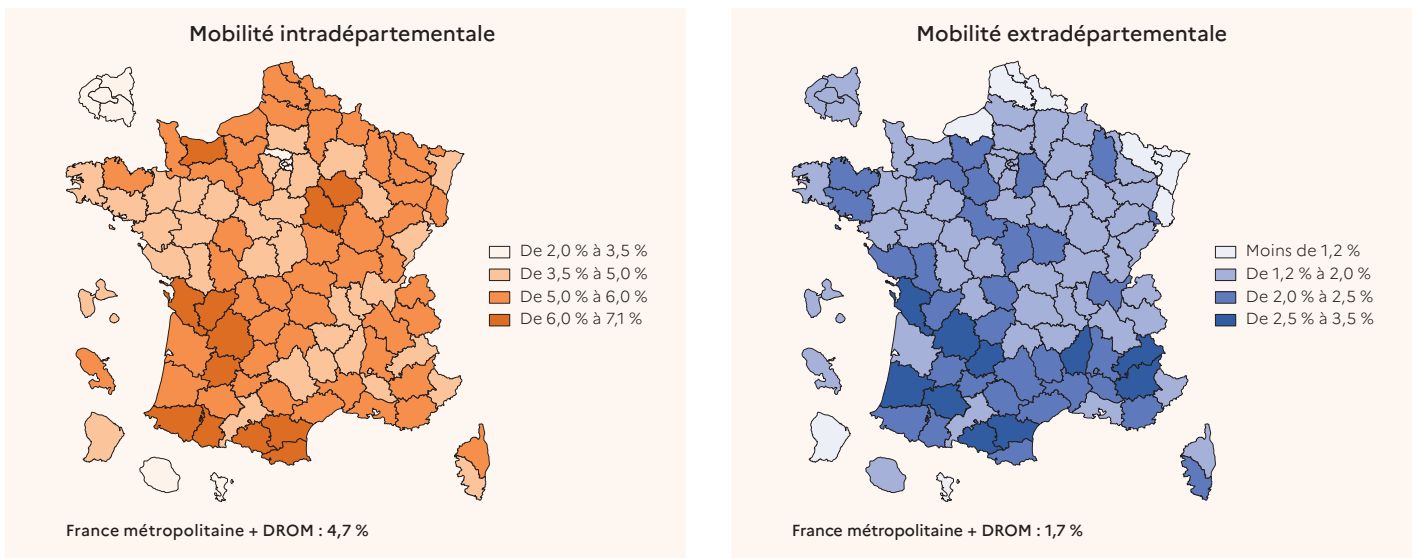 Mobilité intradépartementale
De 2,0 % à 3,5 %
De 3,5 % à 5,0 %
De 5,0 % à 6,0 %
De 6,0 % à 7,1 %
France métropolitaine + DROM : 4,7 %
Mobilité extradépartementale
Moins de 1,2 %
De 1,2 % à 2,0 %
De 2,0 % à 2,5 %
De 2,5 % à 3,5 %
France métropolitaine + DROM : 1,7 %